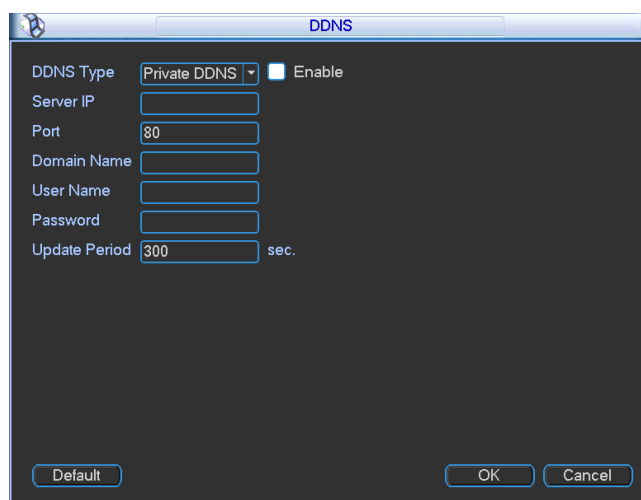 DDNS
DDNS Type Private DDNS Enable
Server IP
Port 80
Domain Name
User Name
Password
Update Period 300 sec.
Default OK Cancel